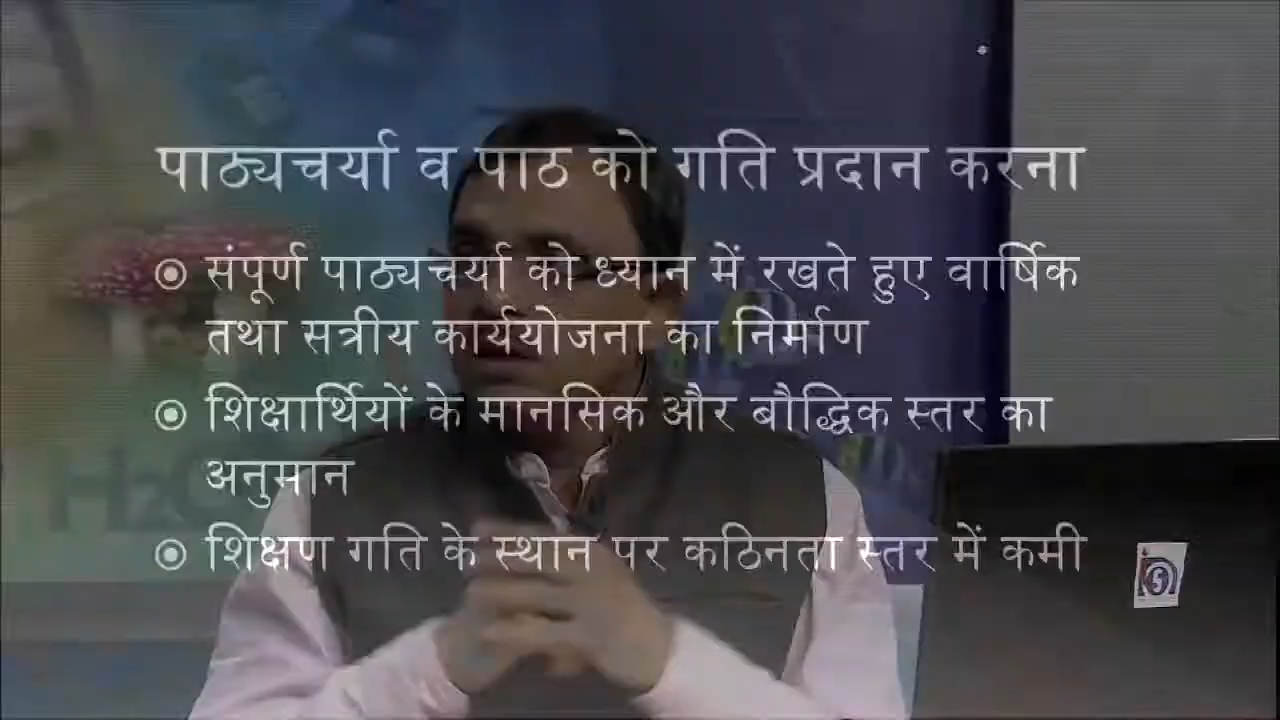 पाठ्यचर्या व पाठ को गति प्रदान करना
संपूर्ण पाठ्यचर्या को ध्यान में रखते हुए वार्षिक
तथा सत्रीय कार्ययोजना का निर्माण
शिक्षार्थियों के मानसिक और बौद्धिक स्तर का
अनुमान
शिक्षण गति के स्थान पर कठिनता स्तर में कमी